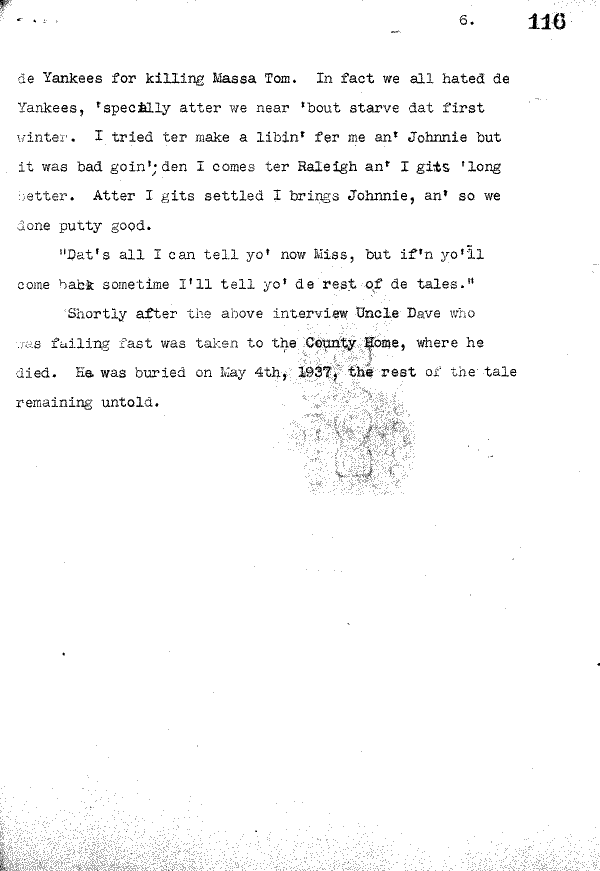 6. 116
de Yankees for killing Massa Tom. In fact we all hated de
Yankees, 'specially atter we near 'bout starve dat first
winter. I tried ter make a libin' fer me an' Johnnie but
it was bad goin'; den I comes ter Raleigh an' I gits 'long
better. Atter I gits settled I brings Johnnie, an' so we
done putty good.
"Dat's all I can tell yo' now Miss, but if'n yo'll
come back sometime I'll tell yo' de rest of de tales."
Shortly after the above interview Uncle Dave who
was failing fast was taken to the County Home, where he
died. He was buried on May 4th, 1937, the rest of the tale
remaining untold.